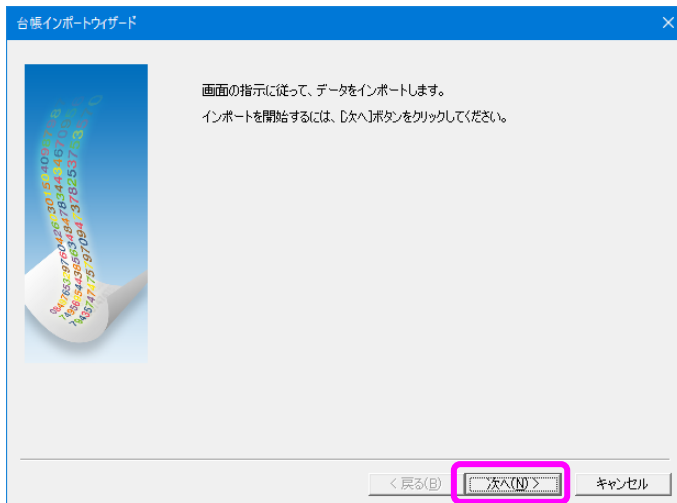 台帳インポートウィザード
画面の指示に従って、データをインポートします。
インポートを開始するには、[次へ]ボタンをクリックしてください。
< 戻る(B)
次へ(N) >
キャンセル